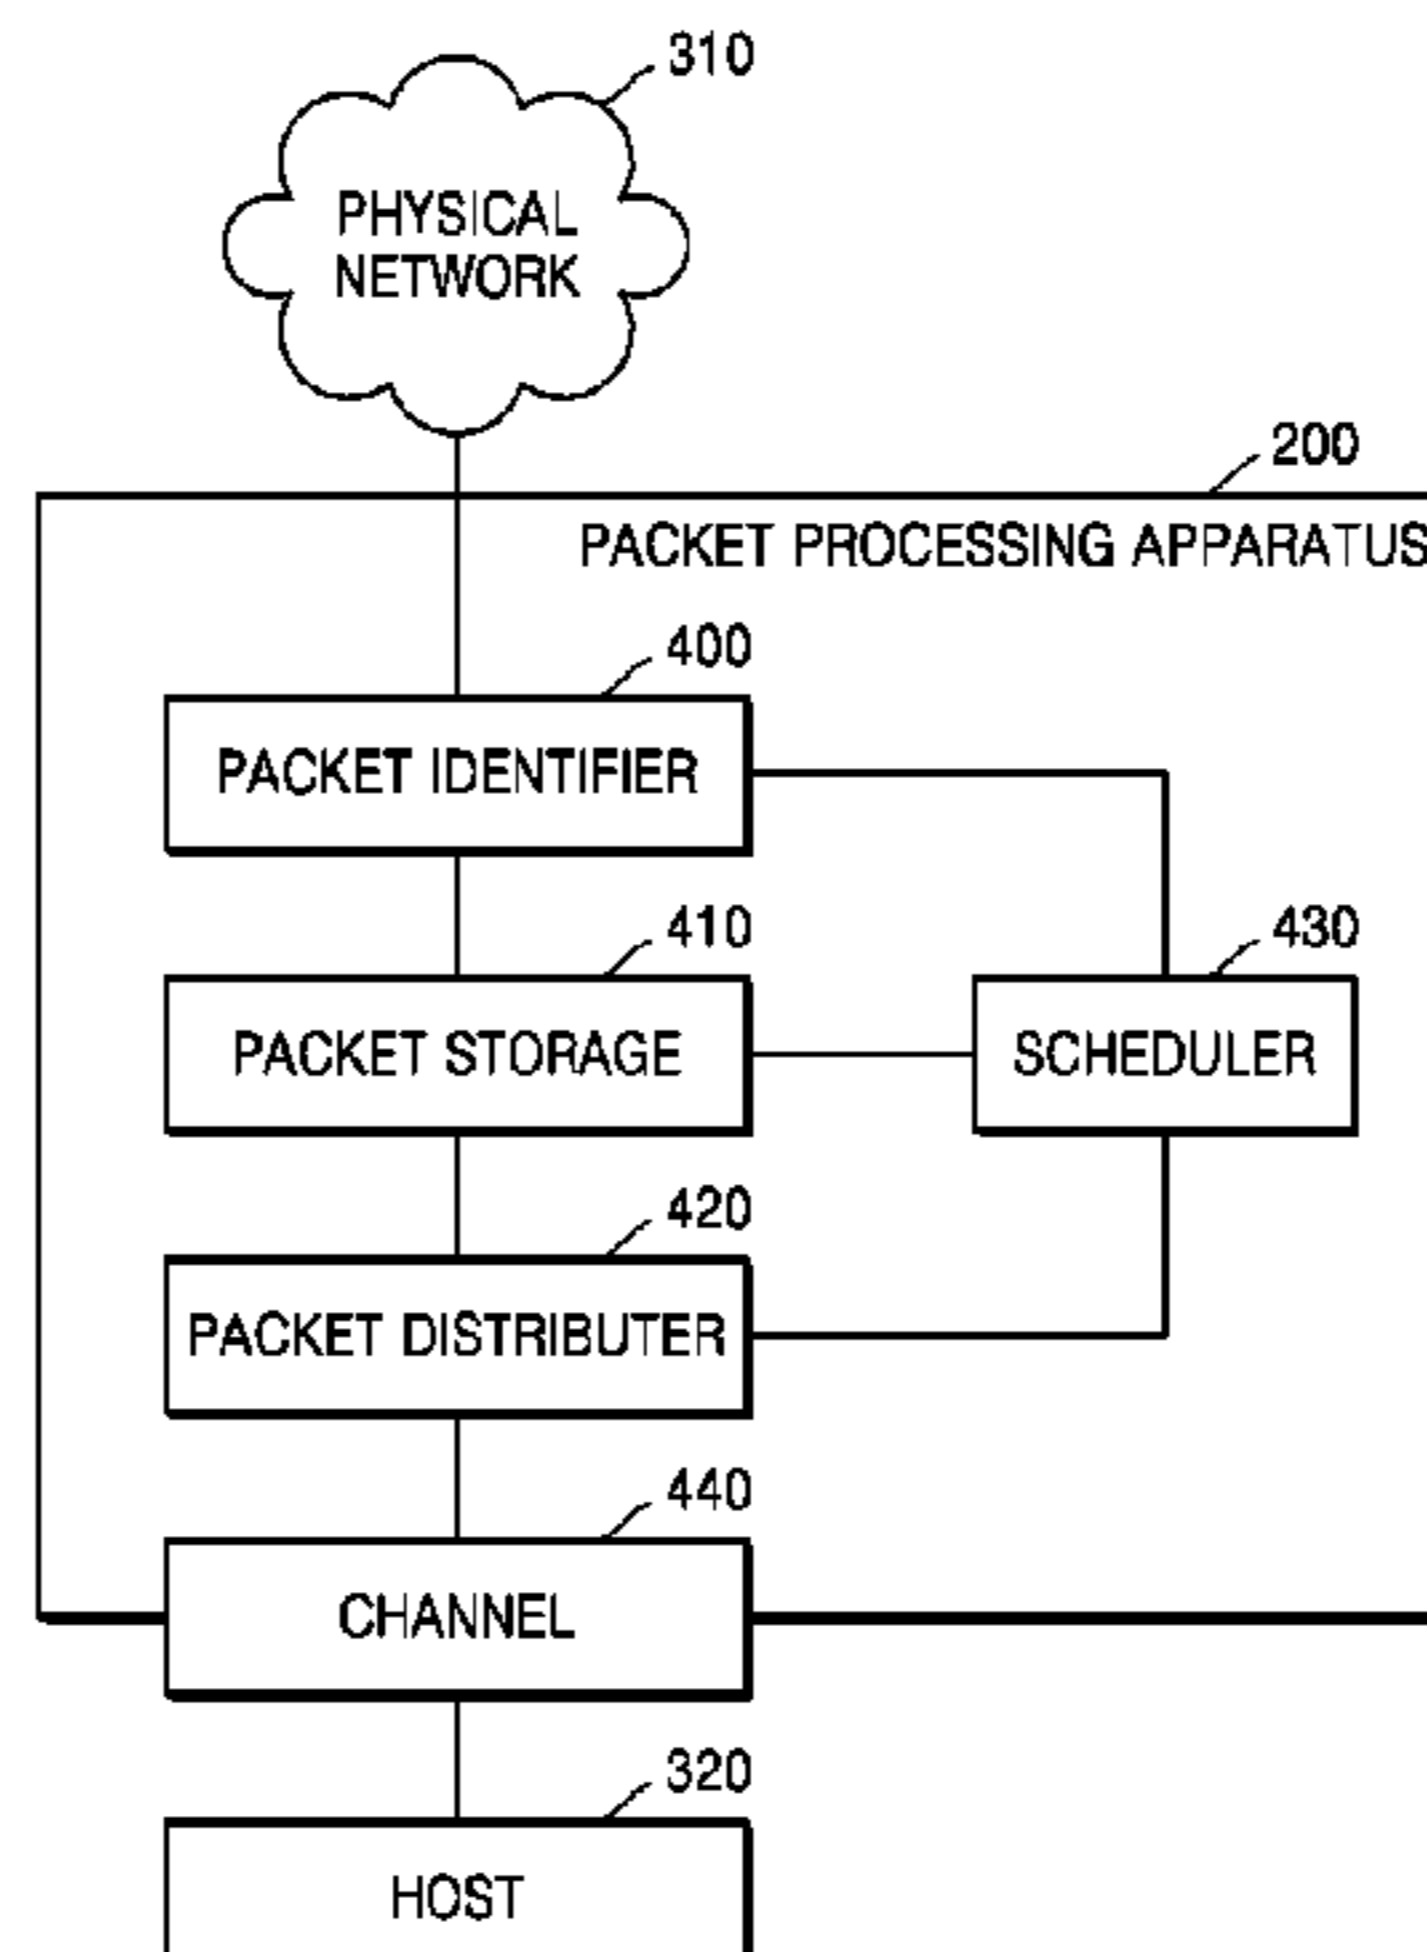 310
PHYSICAL
NETWORK
200
PACKET PROCESSING APPARATUS
400
PACKET IDENTIFIER
410
430
PACKET STORAGE
SCHEDULER
420
PACKET DISTRIBUTER
440
CHANNEL
320
HOST